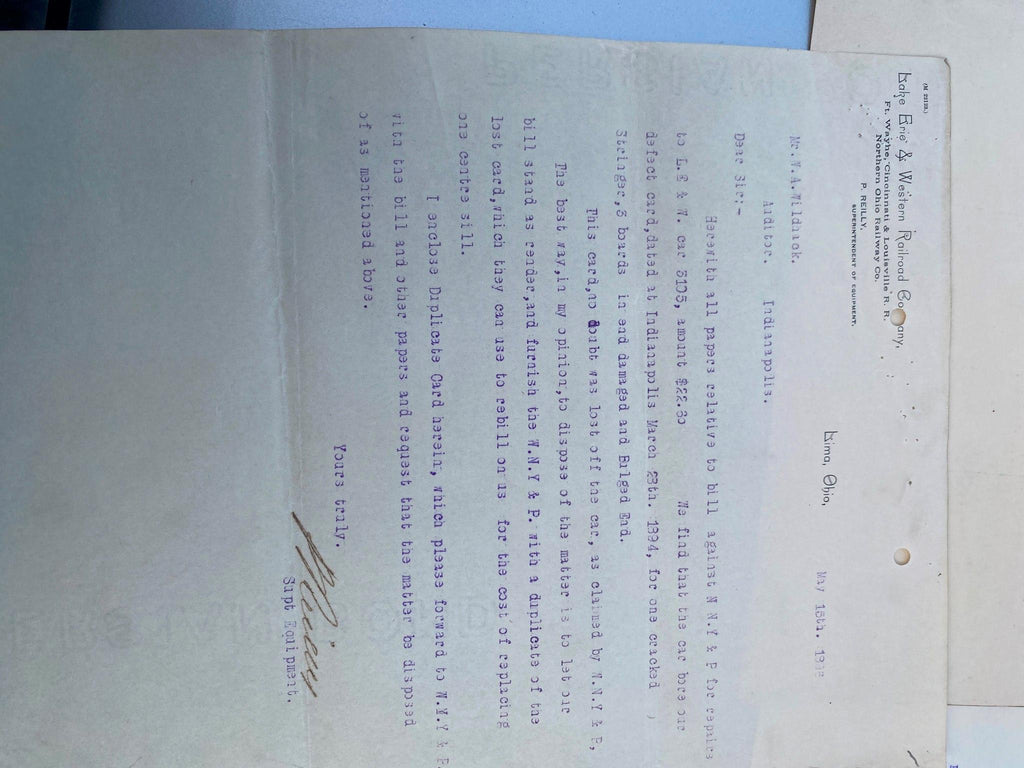 (M 22139.)
Lake Erie & Western Railroad Company,
Ft. Wayne, Cincinnati & Louisville R. R.
Northern Ohio Railway Co.
P. REILLY,
SUPERINTENDENT OF EQUIPMENT.
Lima, Ohio, May 15th.
Mr. W.A.Wildhack.
Auditor. Indianapolis.
Dear Sir:-
Herewith all papers relative to bill against W N.Y & P for repairs
to L.E & W. car 5105, amount $22.30 We find that the car bore our
defect card,dated at Indianapolis March 28th. 1894, for one cracked
Stringer,3 boards in end damaged and Bulged End.
This card,no doubt was lost off the car, as claimed by W.N.Y & P,
The best way,in my opinion,to dispose of the matter is to let our
bill stand as render,and furnish the W.N.Y & P. with a duplicate of the
lost card,which they can use to rebill on us for the cost of replacing
one centre sill.
I enclose Duplicate Card herein, which please forward to W.N.Y & P.
with the bill and other papers and request that the matter be disposed
of as mentioned above.
Yours truly.
P Reilly
Supt Equipment.